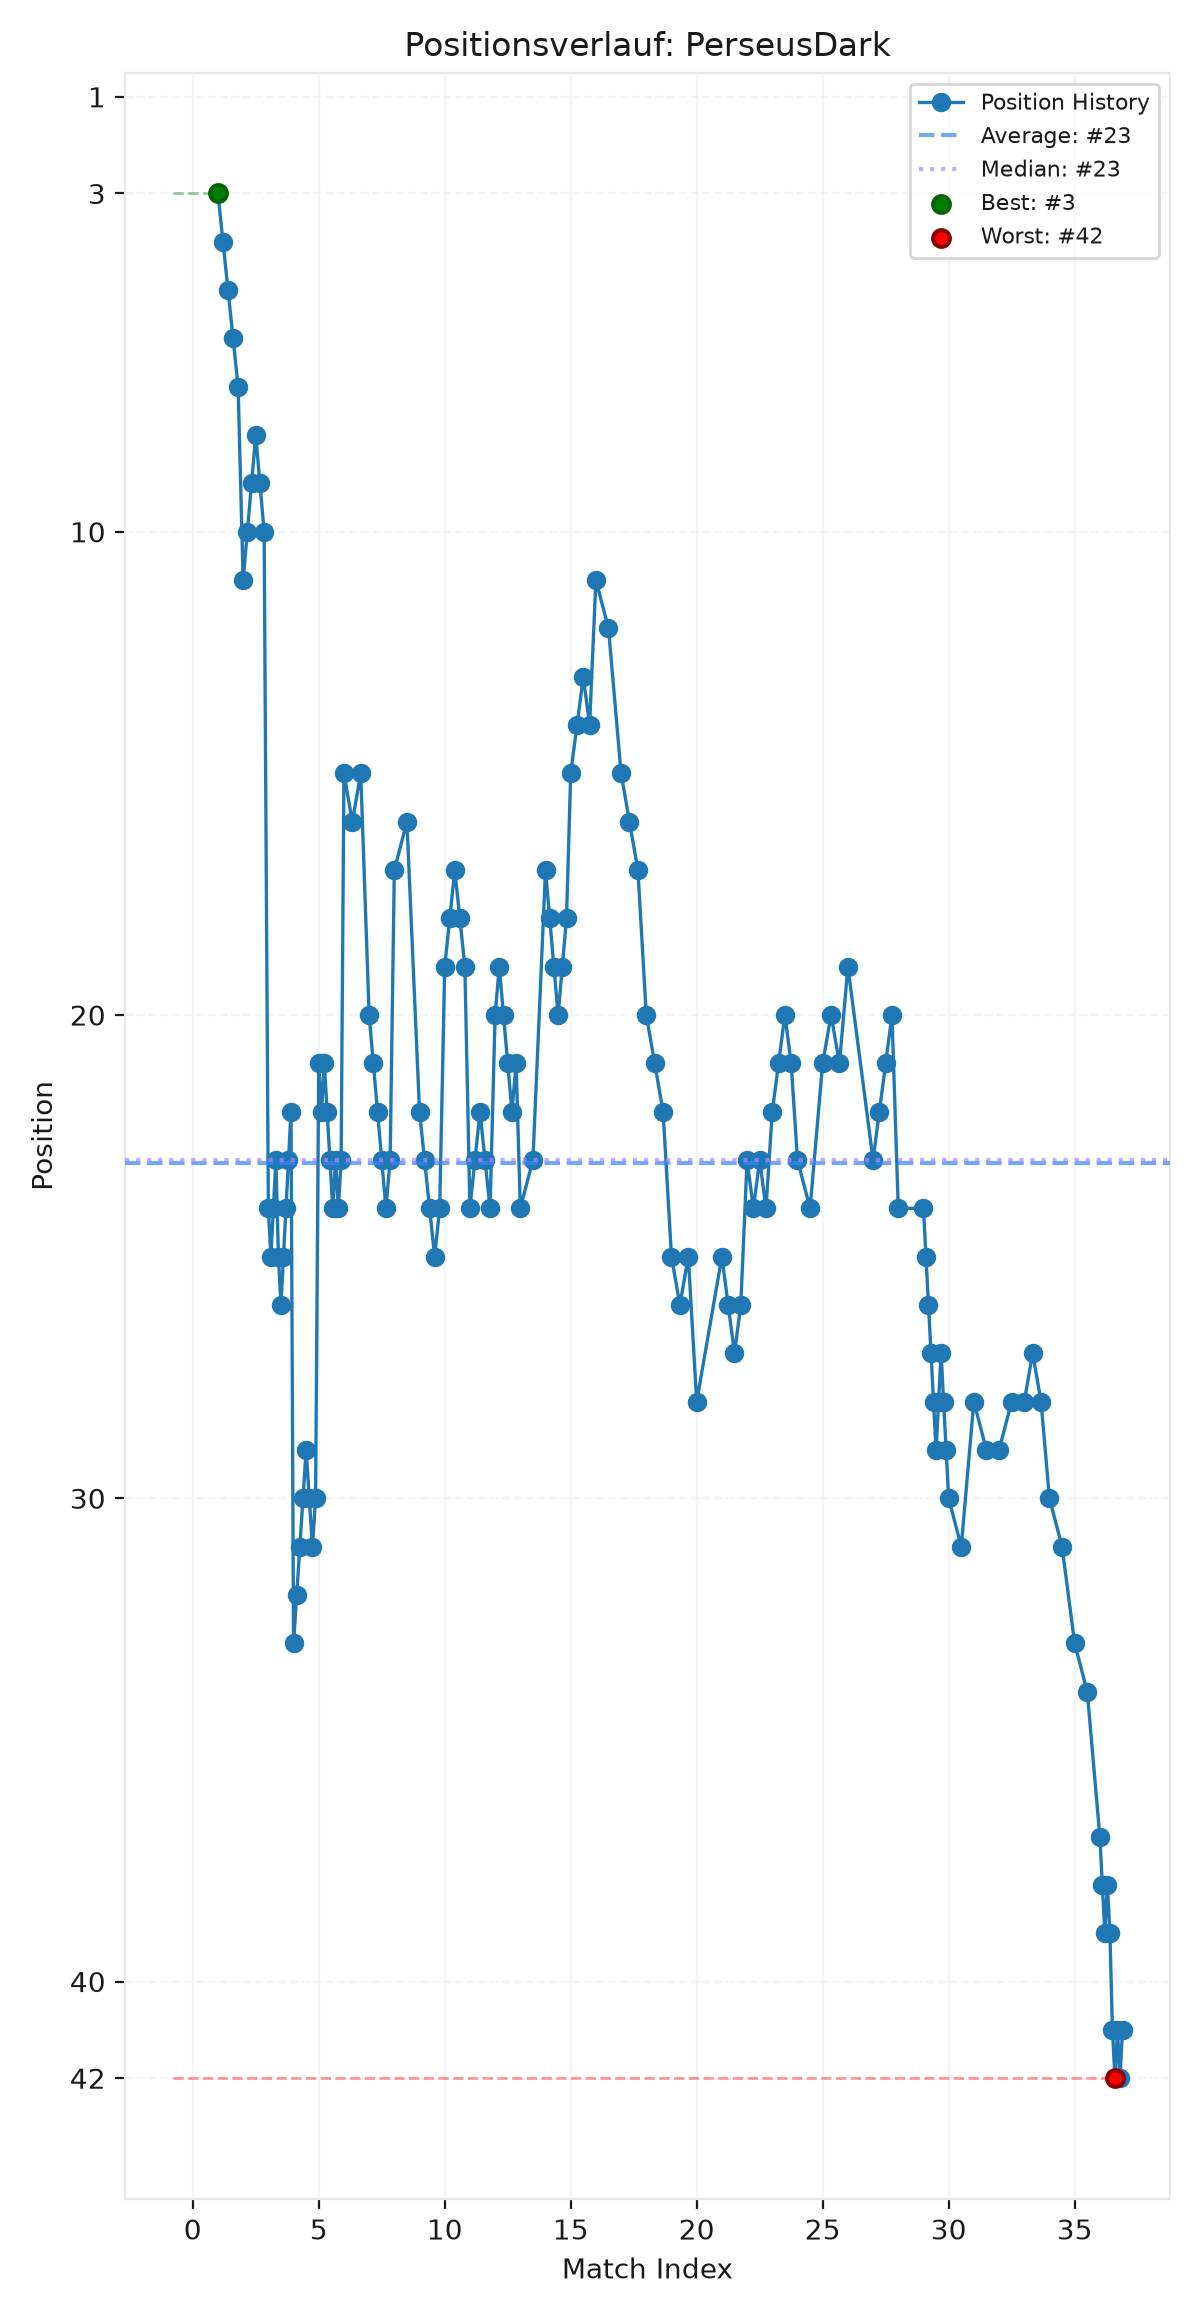 Positionsverlauf: PerseusDark
Position History
Average: #23
Median: #23
Best: #3
Worst: #42
1
3
10
20
30
40
42
Position
0 5 10 15 20 25 30 35
Match Index